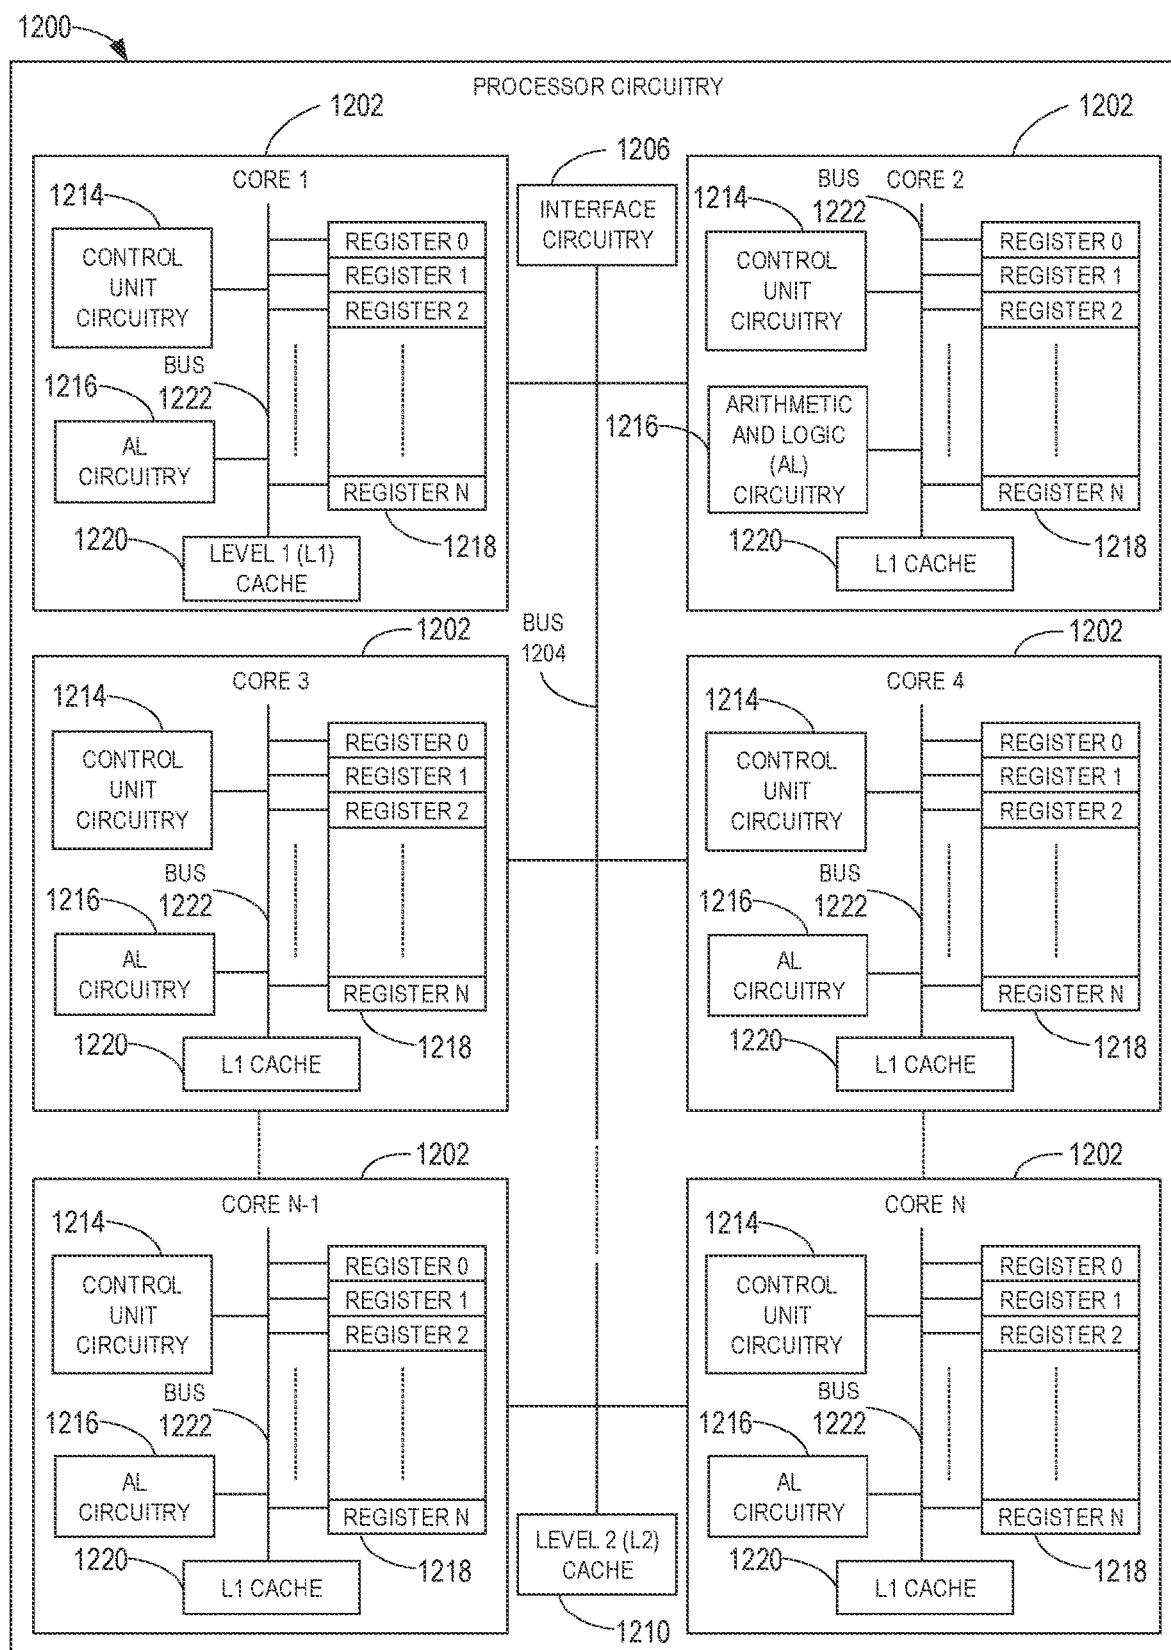 1200
PROCESSOR CIRCUITRY
1202
CORE 1
1214
CONTROL
UNIT
CIRCUITRY
REGISTER 0
REGISTER 1
REGISTER 2
BUS
1222
1216
AL
CIRCUITRY
REGISTER N
1218
1220
LEVEL 1 (L1)
CACHE
1206
INTERFACE
CIRCUITRY
1202
BUS
1222
CORE 2
1214
CONTROL
UNIT
CIRCUITRY
REGISTER 0
REGISTER 1
REGISTER 2
1216
ARITHMETIC
AND LOGIC
(AL)
CIRCUITRY
REGISTER N
1218
1220
L1 CACHE
BUS
1204
1202
CORE 3
1214
CONTROL
UNIT
CIRCUITRY
REGISTER 0
REGISTER 1
REGISTER 2
BUS
1222
1216
AL
CIRCUITRY
REGISTER N
1218
1220
L1 CACHE
1202
CORE 4
1214
CONTROL
UNIT
CIRCUITRY
REGISTER 0
REGISTER 1
REGISTER 2
BUS
1222
1216
AL
CIRCUITRY
REGISTER N
1218
1220
L1 CACHE
1202
CORE N-1
1214
CONTROL
UNIT
CIRCUITRY
REGISTER 0
REGISTER 1
REGISTER 2
BUS
1222
1216
AL
CIRCUITRY
REGISTER N
1218
1220
L1 CACHE
LEVEL 2 (L2)
CACHE
1210
1202
CORE N
1214
CONTROL
UNIT
CIRCUITRY
REGISTER 0
REGISTER 1
REGISTER 2
BUS
1222
1216
AL
CIRCUITRY
REGISTER N
1218
1220
L1 CACHE